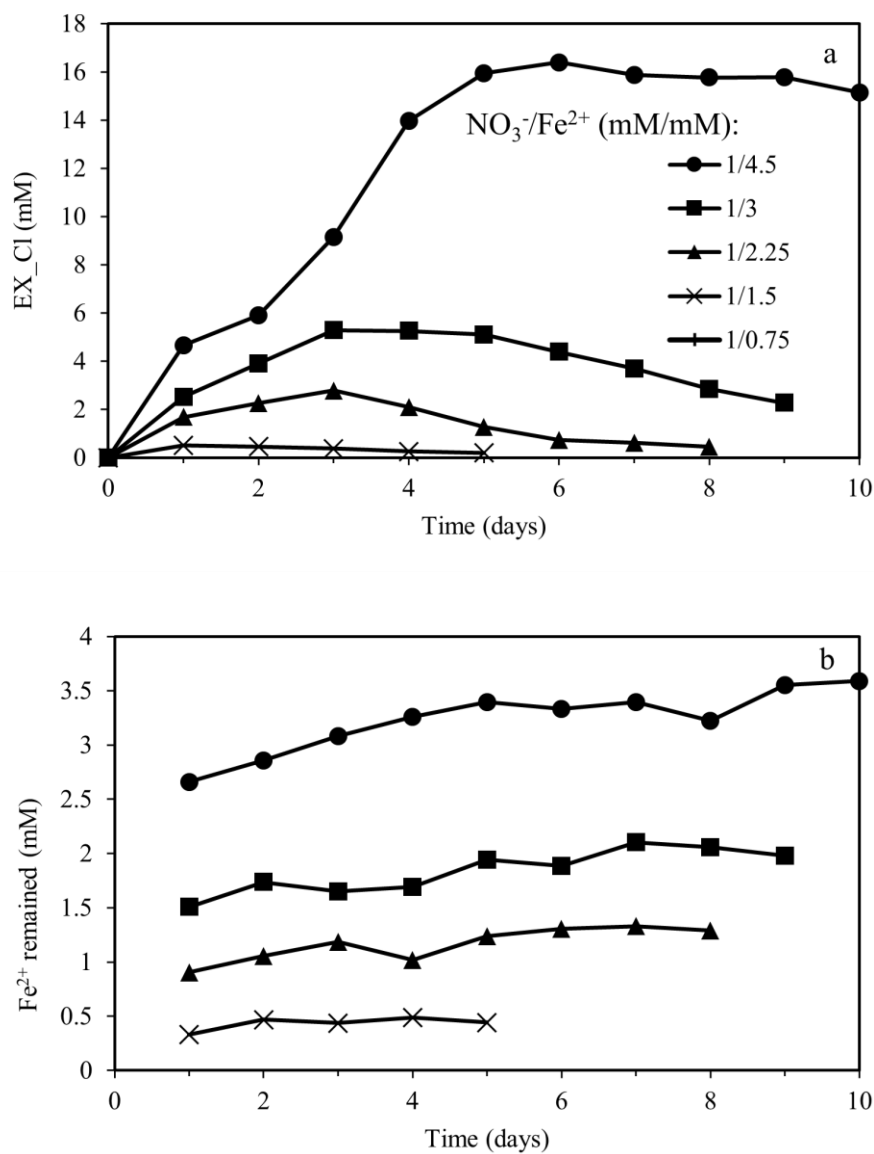 18
16
14
12
10
8
6
4
2
0
EX_Cl (mM)
a
NO₃⁻/Fe²⁺ (mM/mM):
1/4.5
1/3
1/2.25
1/1.5
1/0.75
0 2 4 6 8 10
Time (days)
4
3.5
3
2.5
2
1.5
1
0.5
0
Fe²⁺ remained (mM)
b
0 2 4 6 8 10
Time (days)